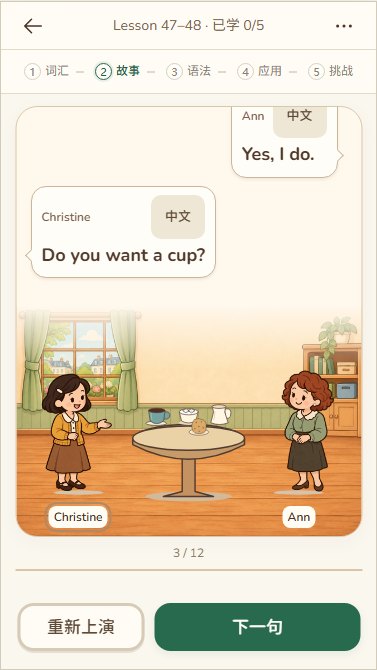 Lesson 47–48 · 已学 0/5
1 词汇 – 2 故事 – 3 语法 – 4 应用 – 5 挑战
Ann 中文
Yes, I do.
Christine 中文
Do you want a cup?
Christine Ann
3 / 12
重新上演 下一句